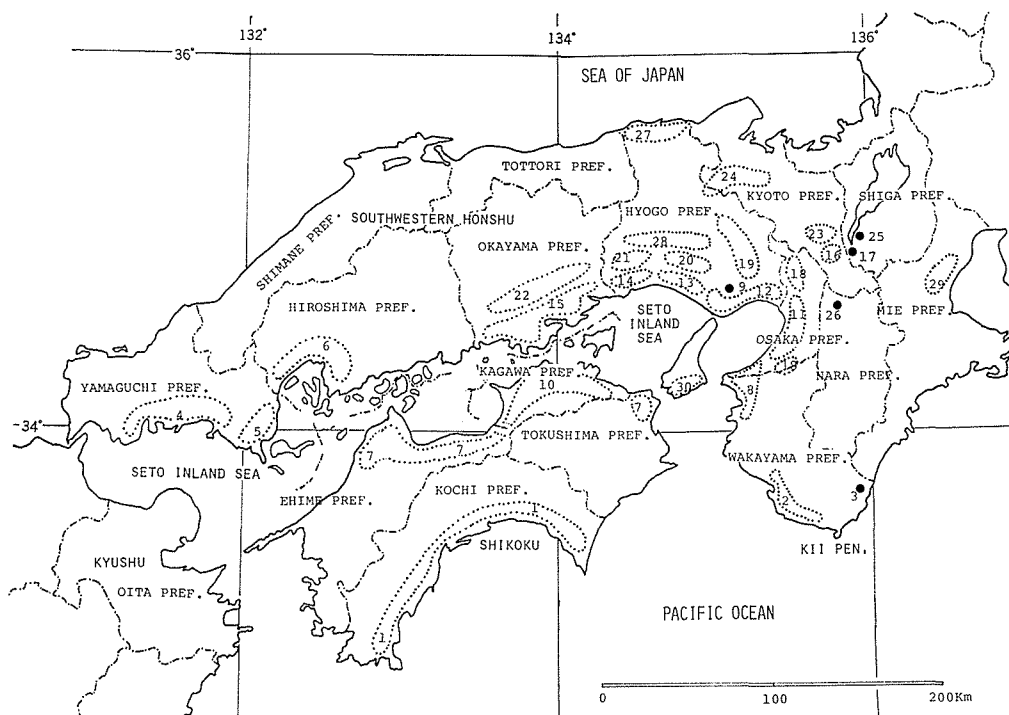 132°
134°
136°
36°
SEA OF JAPAN
27
TOTTORI PREF.
24
KYOTO PREF.
SHIGA PREF.
HYOGO PREF.
SHIMANE PREF.
SOUTHWESTERN HONSHU
OKAYAMA PREF.
28
23
25
21
20
19
16
17
14
13
18
22
15
9
12
29
HIROSHIMA PREF.
SETO
INLAND
SEA
11
26
MIE PREF.
OSAKA PREF.
6
KAGAWA PREF.
10
19
NARA PREF.
YAMAGUCHI PREF.
30
8
4
34°
5
7
TOKUSHIMA PREF.
7
7
WAKAYAMA PREF.
SETO INLAND SEA
EHIME PREF.
KOCHI PREF.
2
3
1
SHIKOKU
KII PEN.
KYUSHU
OITA PREF.
PACIFIC OCEAN
1
0
100
200Km